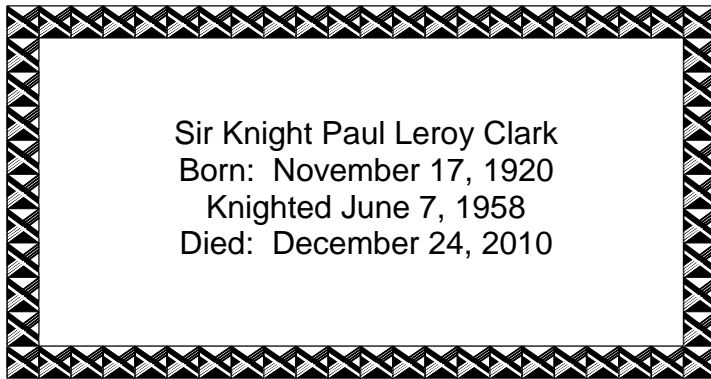 Sir Knight Paul Leroy Clark
Born:  November 17, 1920
Knighted June 7, 1958
Died:  December 24, 2010